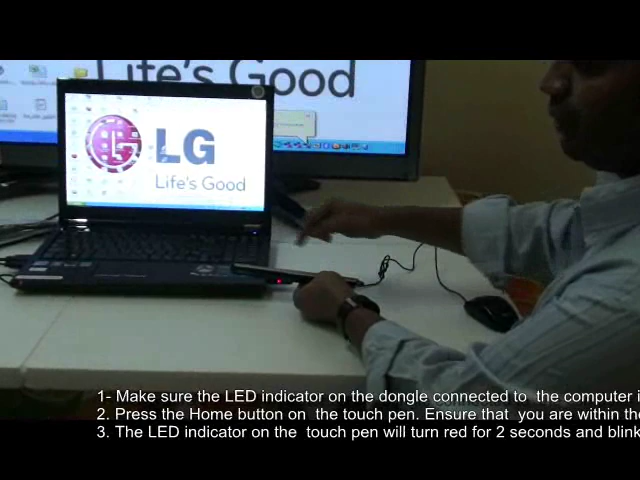 Life's Good
LG
Life's Good
1- Make sure the LED indicator on the dongle connected to the computer i
2. Press the Home button on the touch pen. Ensure that you are within the
3. The LED indicator on the touch pen will turn red for 2 seconds and blink